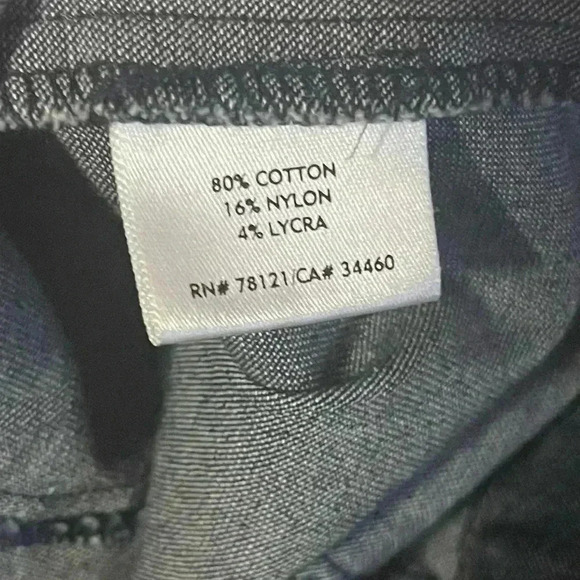 80% COTTON
16% NYLON
4% LYCRA
RN# 78121/CA# 34460